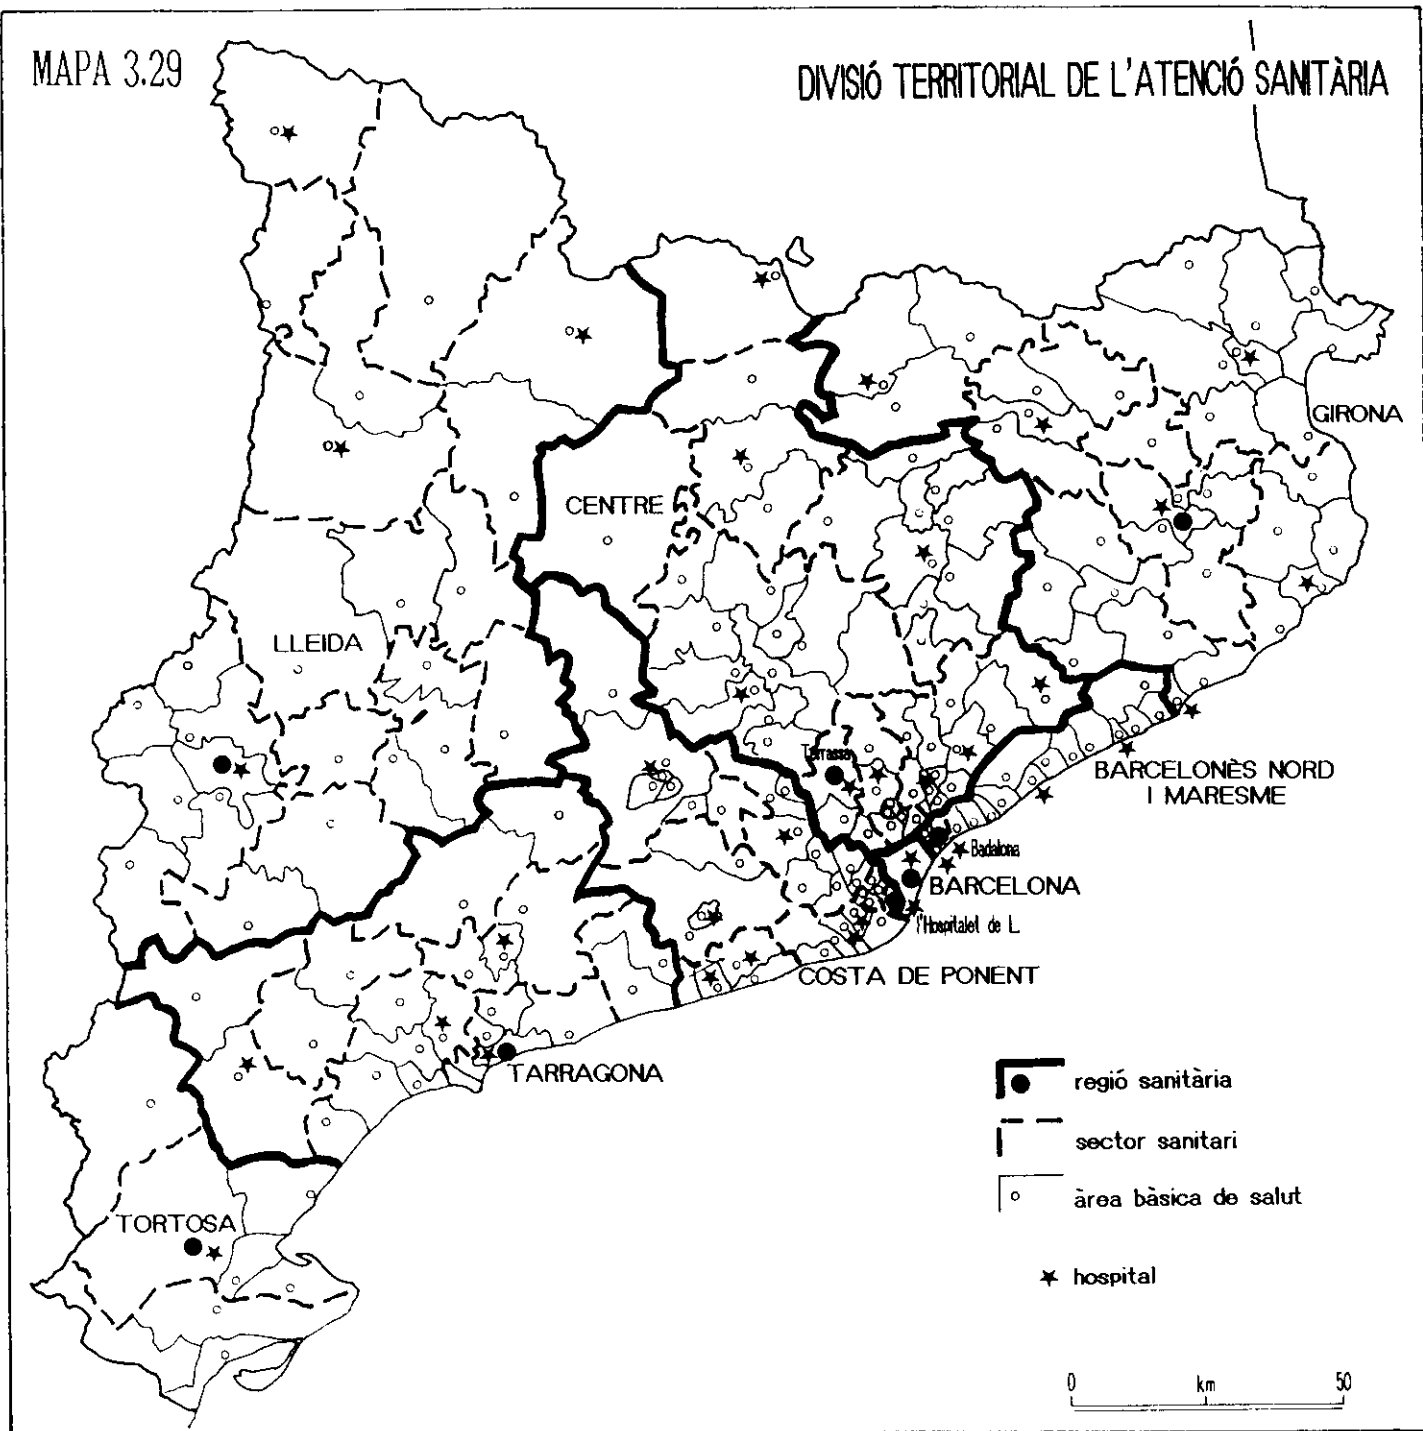 MAPA 3.29
DIVISIÓ TERRITORIAL DE L'ATENCIÓ SANITÀRIA
GIRONA
CENTRE
LLEIDA
Terrassa
BARCELONÈS NORD
I MARESME
Badalona
BARCELONA
l'Hospitalet de L.
COSTA DE PONENT
TARRAGONA
TORTOSA
regió sanitària
sector sanitari
àrea bàsica de salut
hospital
0 km 50